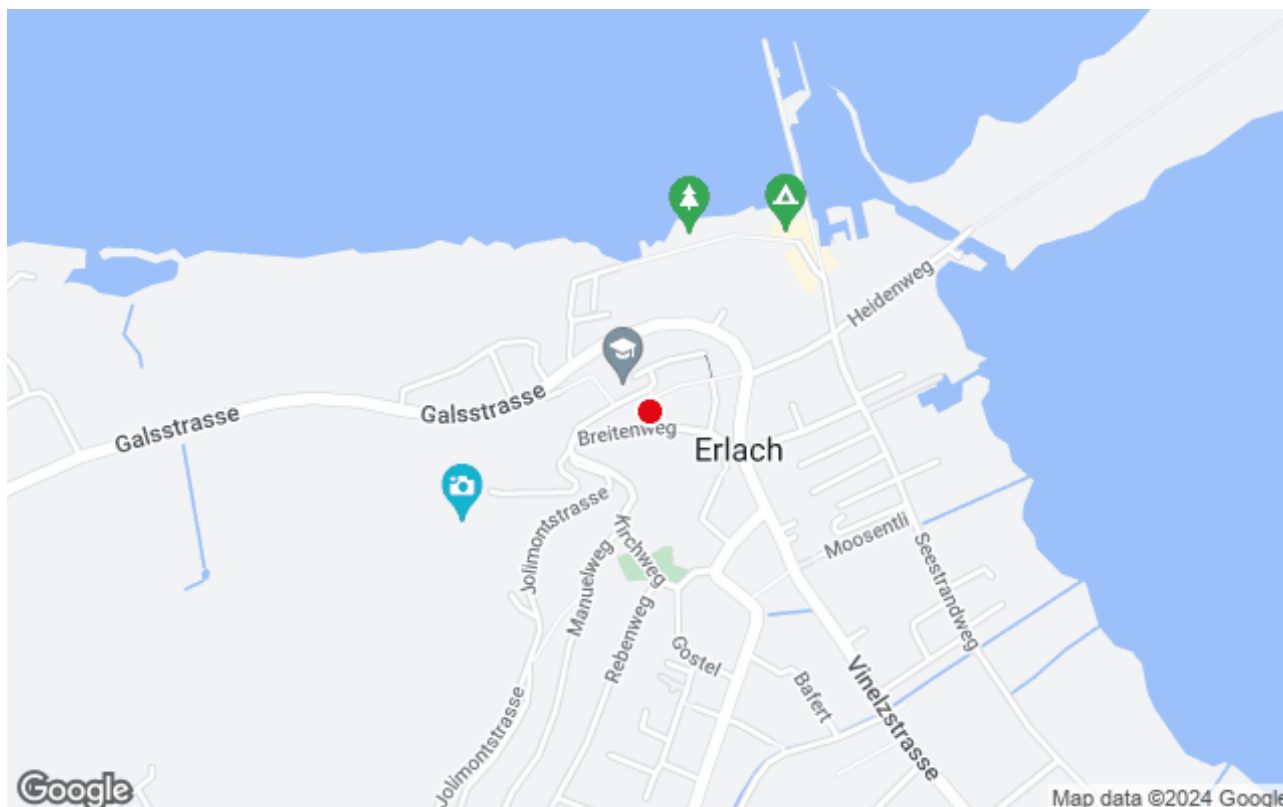 Heidenweg
Galsstrasse
Galsstrasse
Breitenweg
Erlach
Jolimontstrasse
Kirchweg
Manuelweg
Moosentli
Seestrandweg
Rebenweg
Gostel
Bafert
Vinelzstrasse
Jolimontstrasse
Google
Map data ©2024 Google